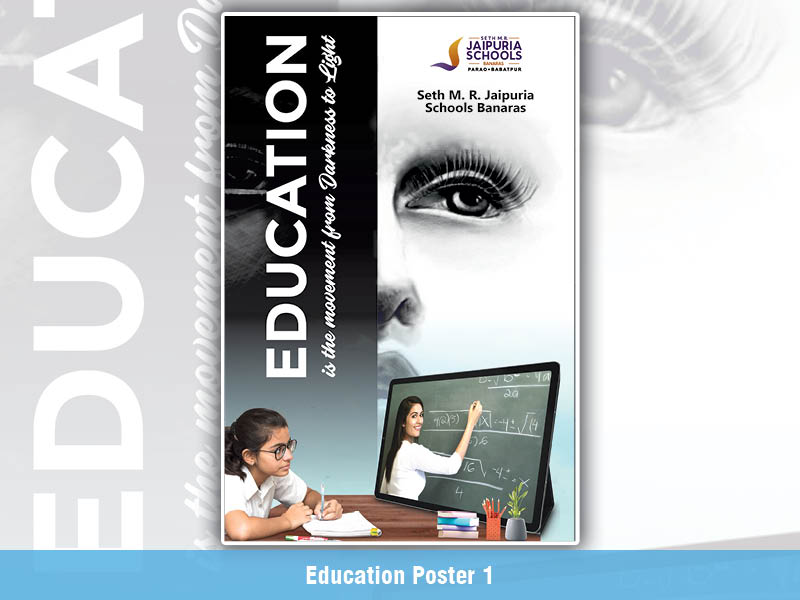 EDUCATION
is the movement from Darkness to Light
SETH M.R.
JAIPURIA
SCHOOLS
BANARAS
PARAO • BABATPUR
Seth M. R. Jaipuria
Schools Banaras
Education Poster 1